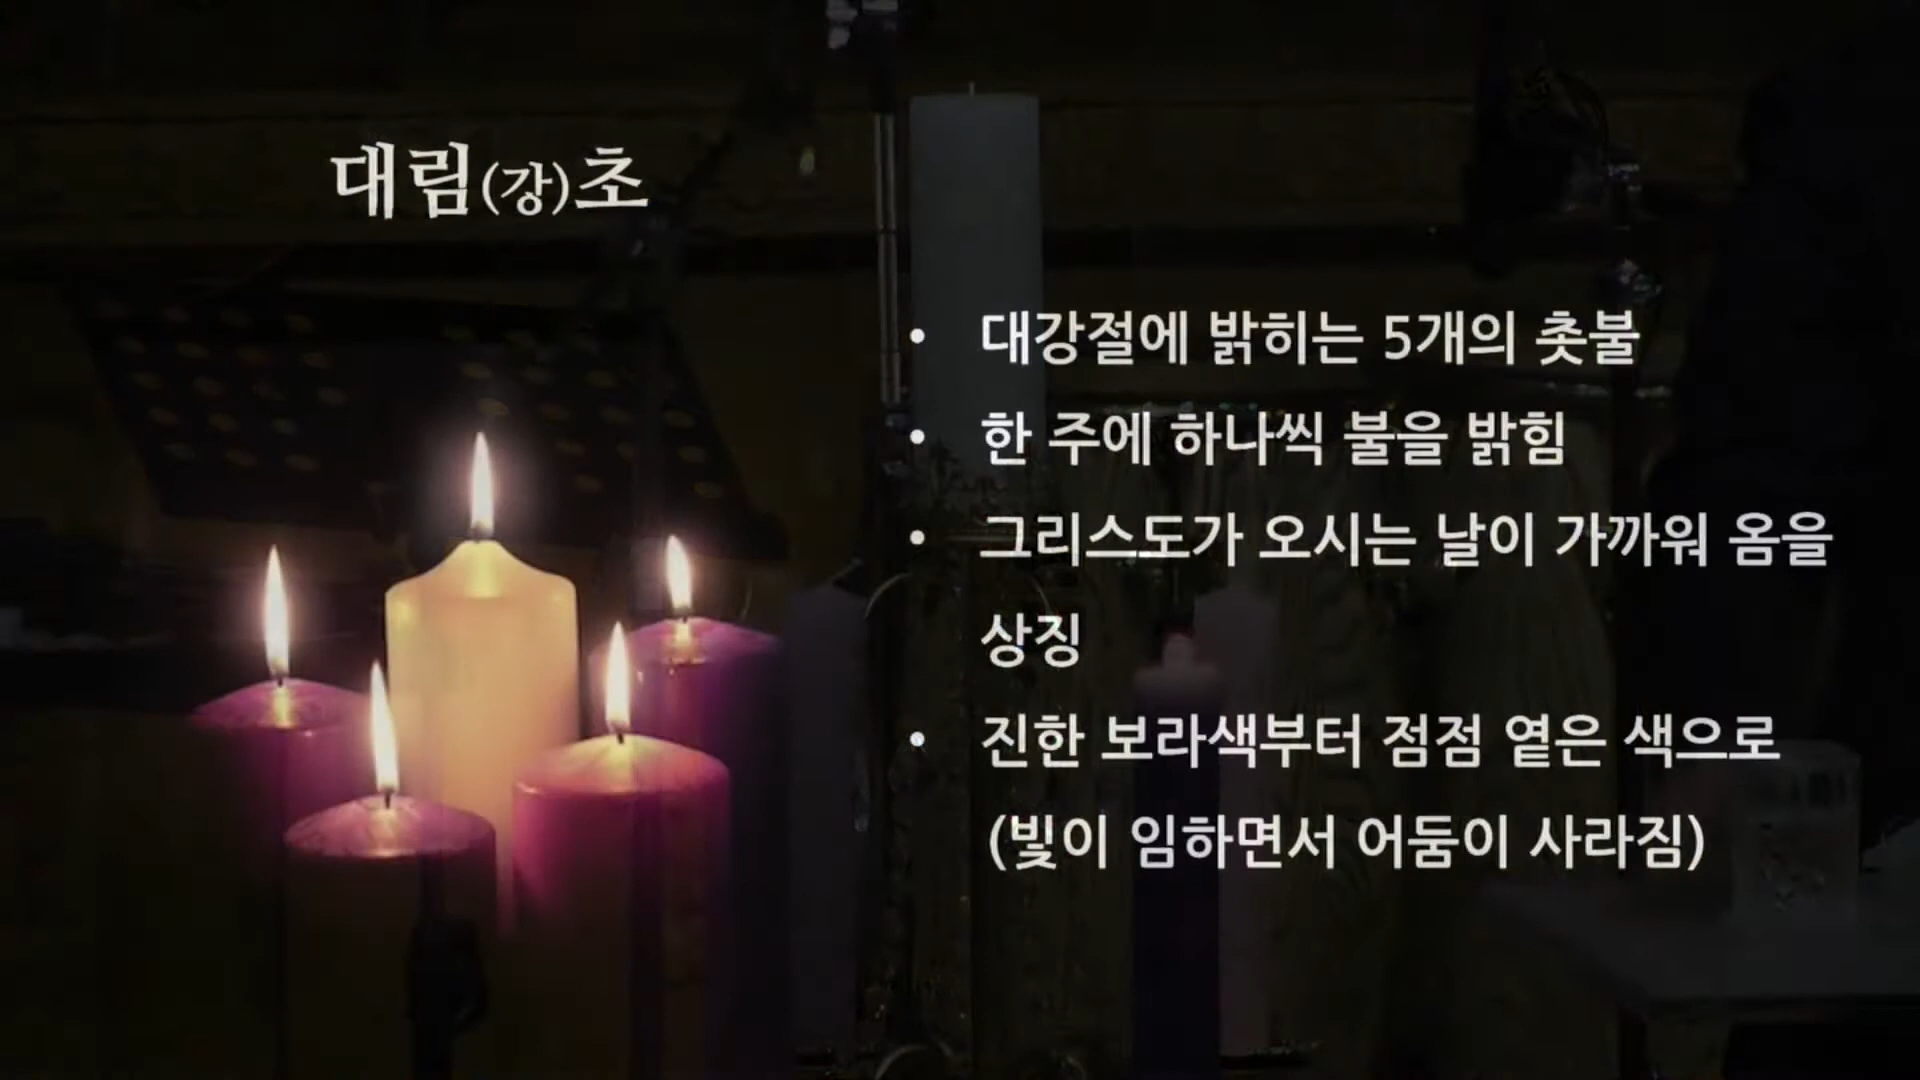 대림(강)초
• 대강절에 밝히는 5개의 촛불
• 한 주에 하나씩 불을 밝힘
• 그리스도가 오시는 날이 가까워 옴을
상징
• 진한 보라색부터 점점 옅은 색으로
(빛이 임하면서 어둠이 사라짐)